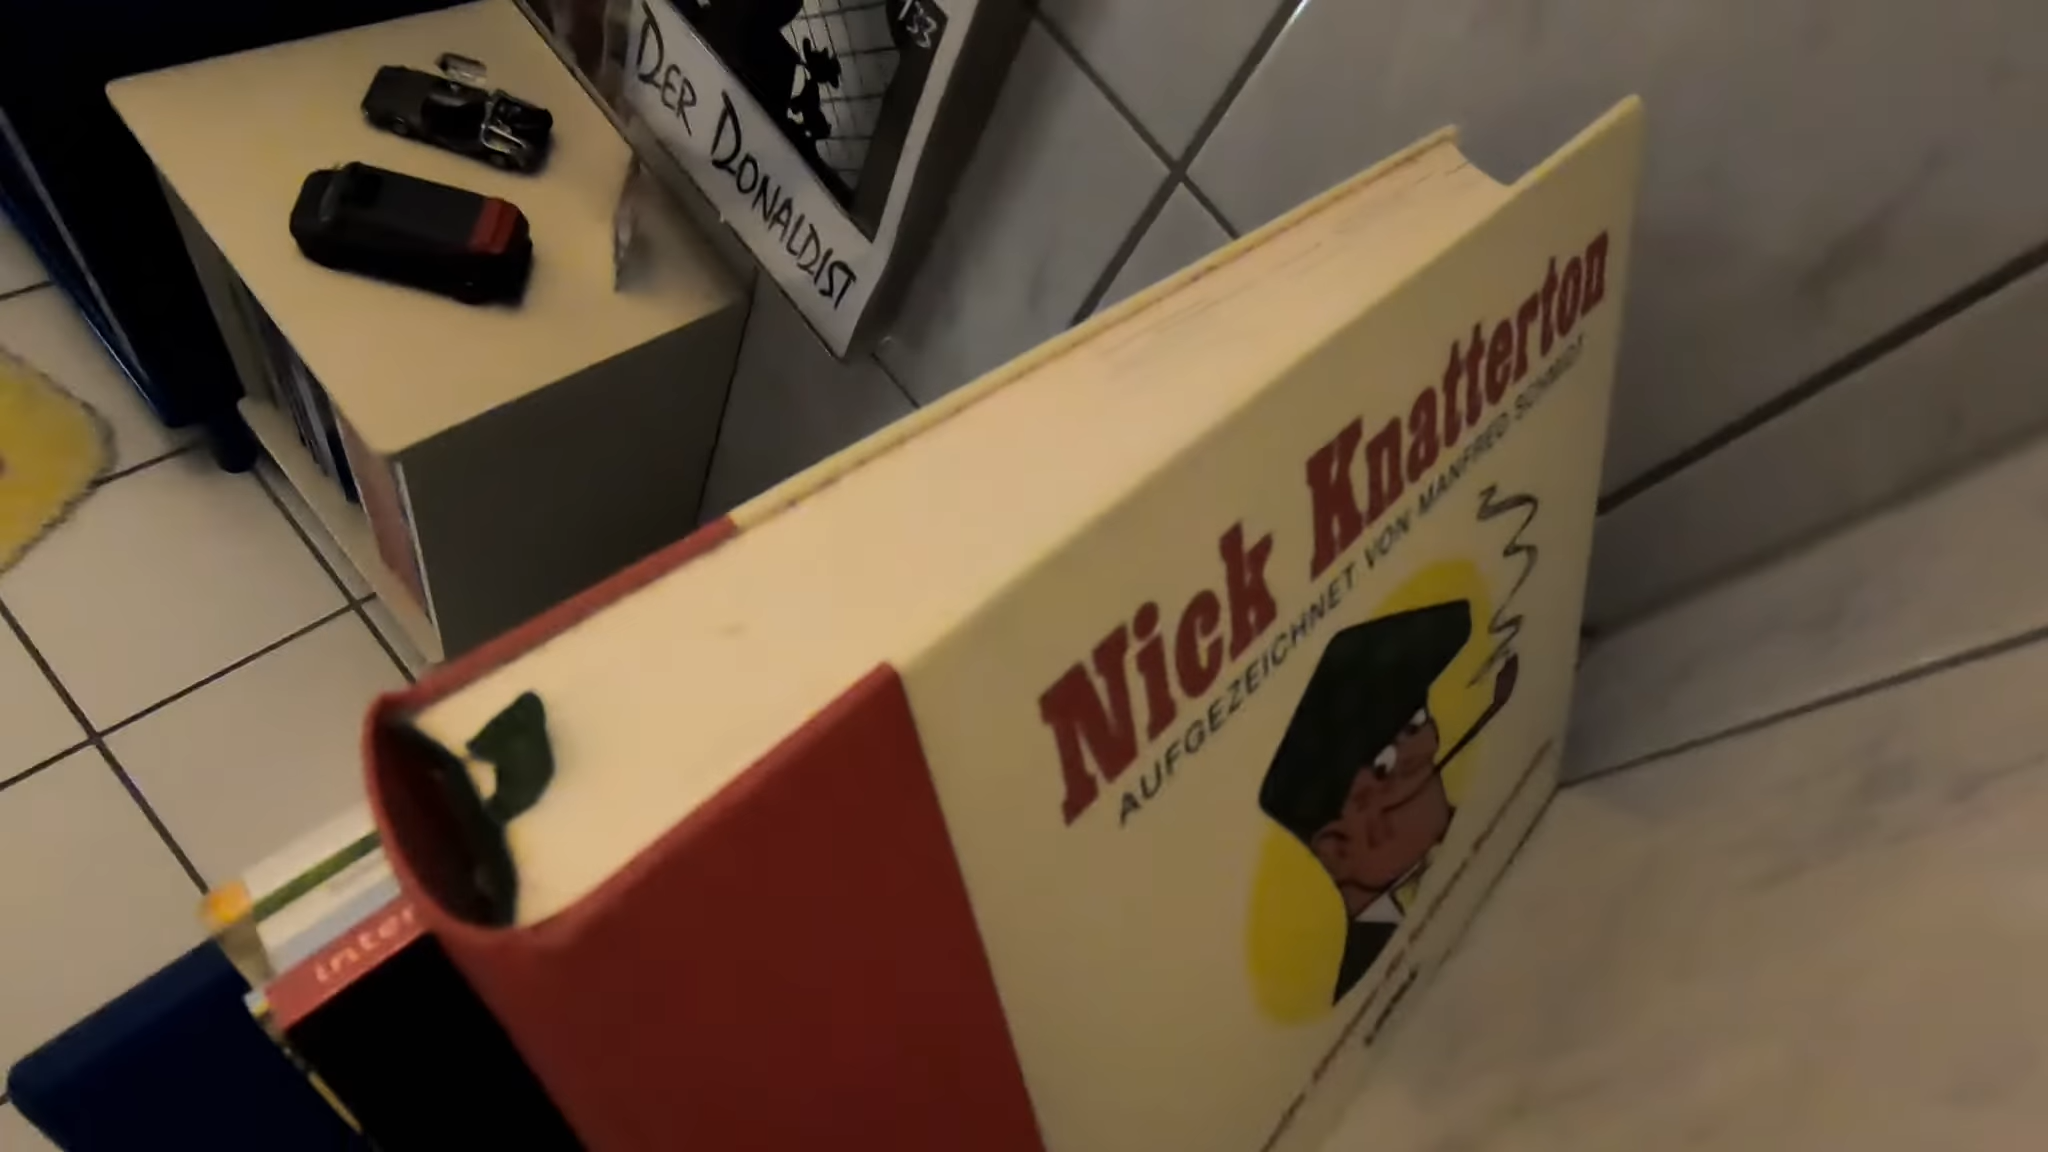 133
DER DONALDIST
Nick Knatterton
AUFGEZEICHNET VON MANFRED SCHMIDT
inter